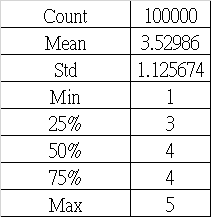 Count 100000
Mean 3.52986
Std 1.125674
Min 1
25% 3
50% 4
75% 4
Max 5